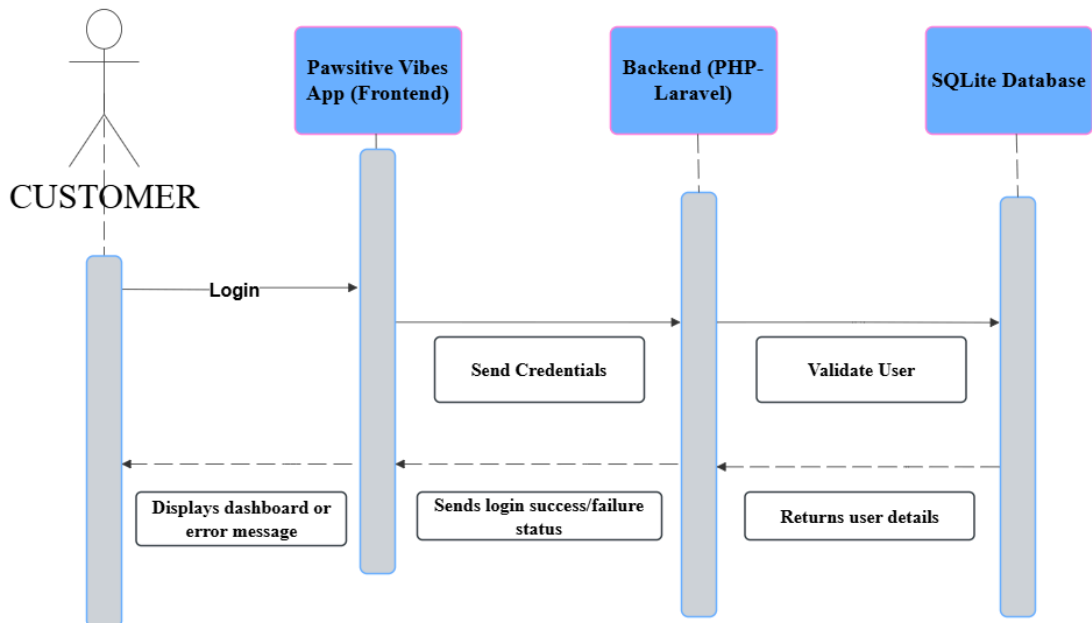 Pawsitive Vibes
App (Frontend)
Backend (PHP-
Laravel)
SQLite Database
CUSTOMER
Login
Send Credentials
Validate User
Displays dashboard or
error message
Sends login success/failure
status
Returns user details